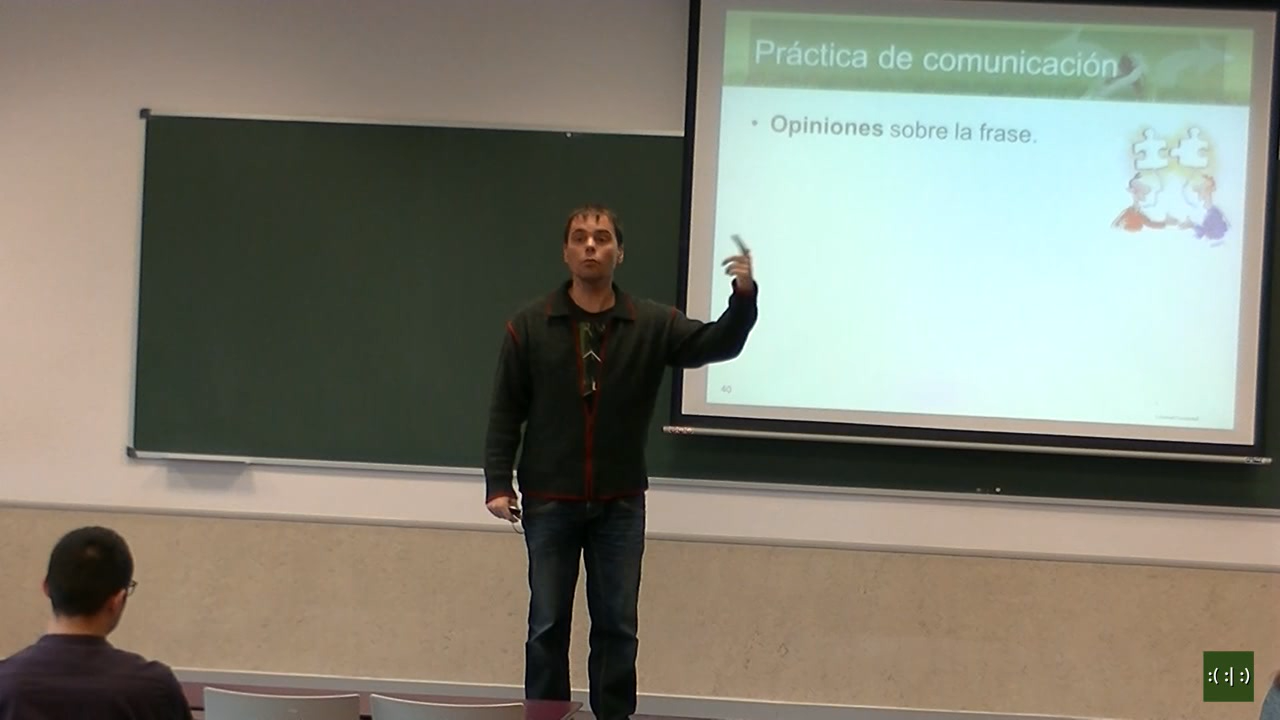 Práctica de comunicación
• Opiniones sobre la frase.
40
:( :| :)